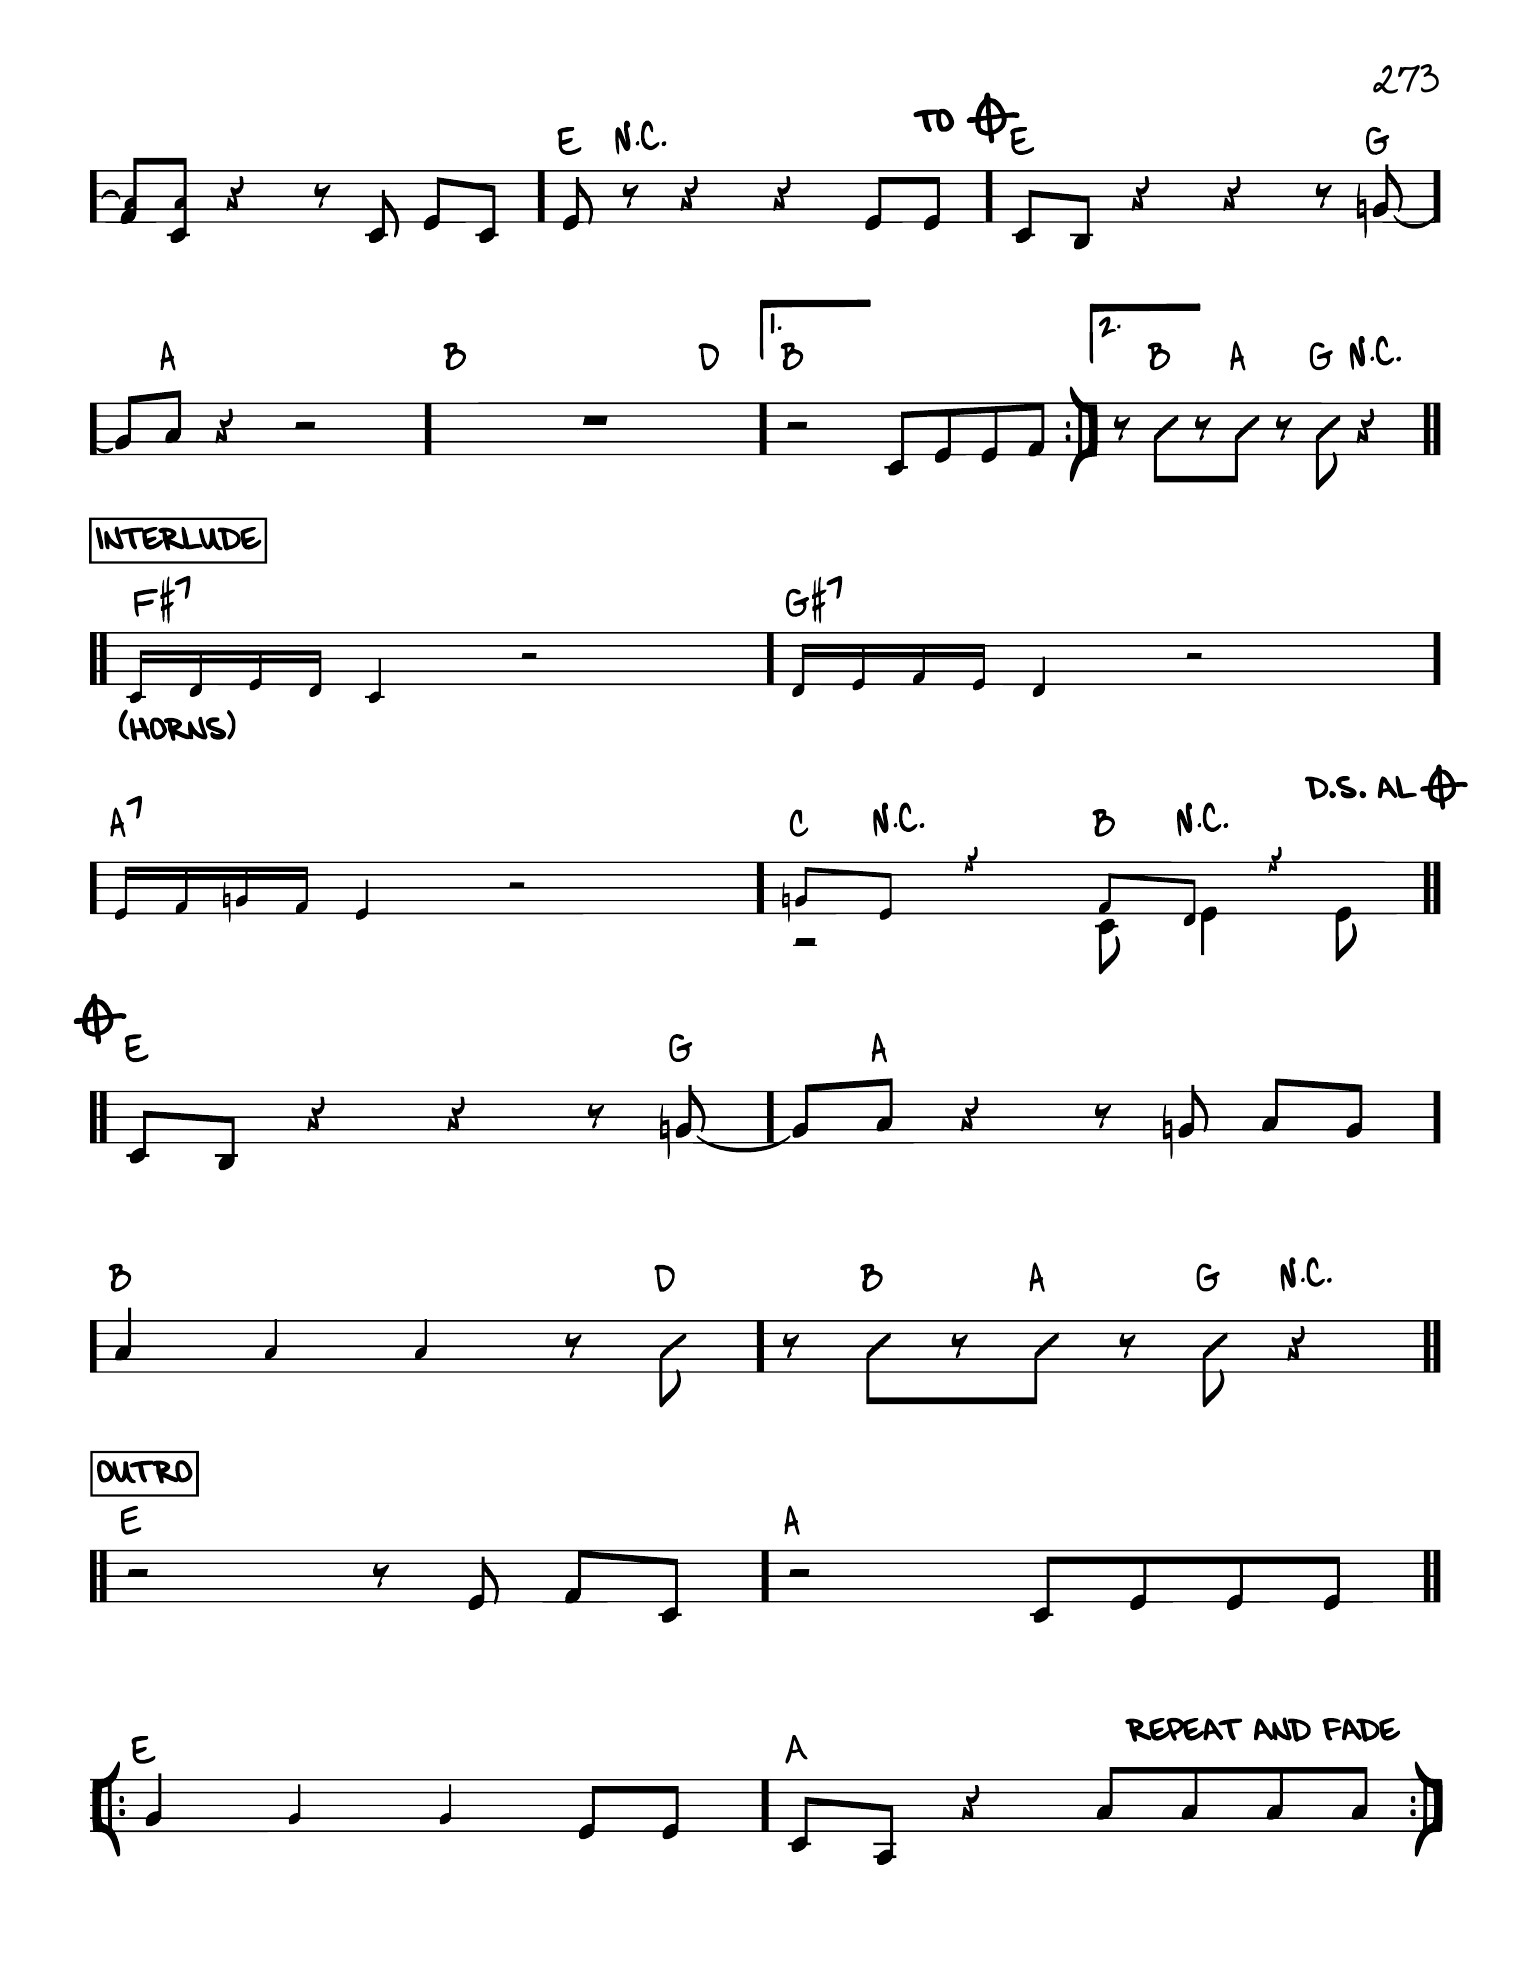 273
TO
E N.C. E G
A B D 1. B 2. B A G N.C.
INTERLUDE
F#7 G#7
(HORNS)
D.S. AL
A7 C N.C. B N.C.
E G A
B D B A G N.C.
OUTRO
E A
REPEAT AND FADE
E A